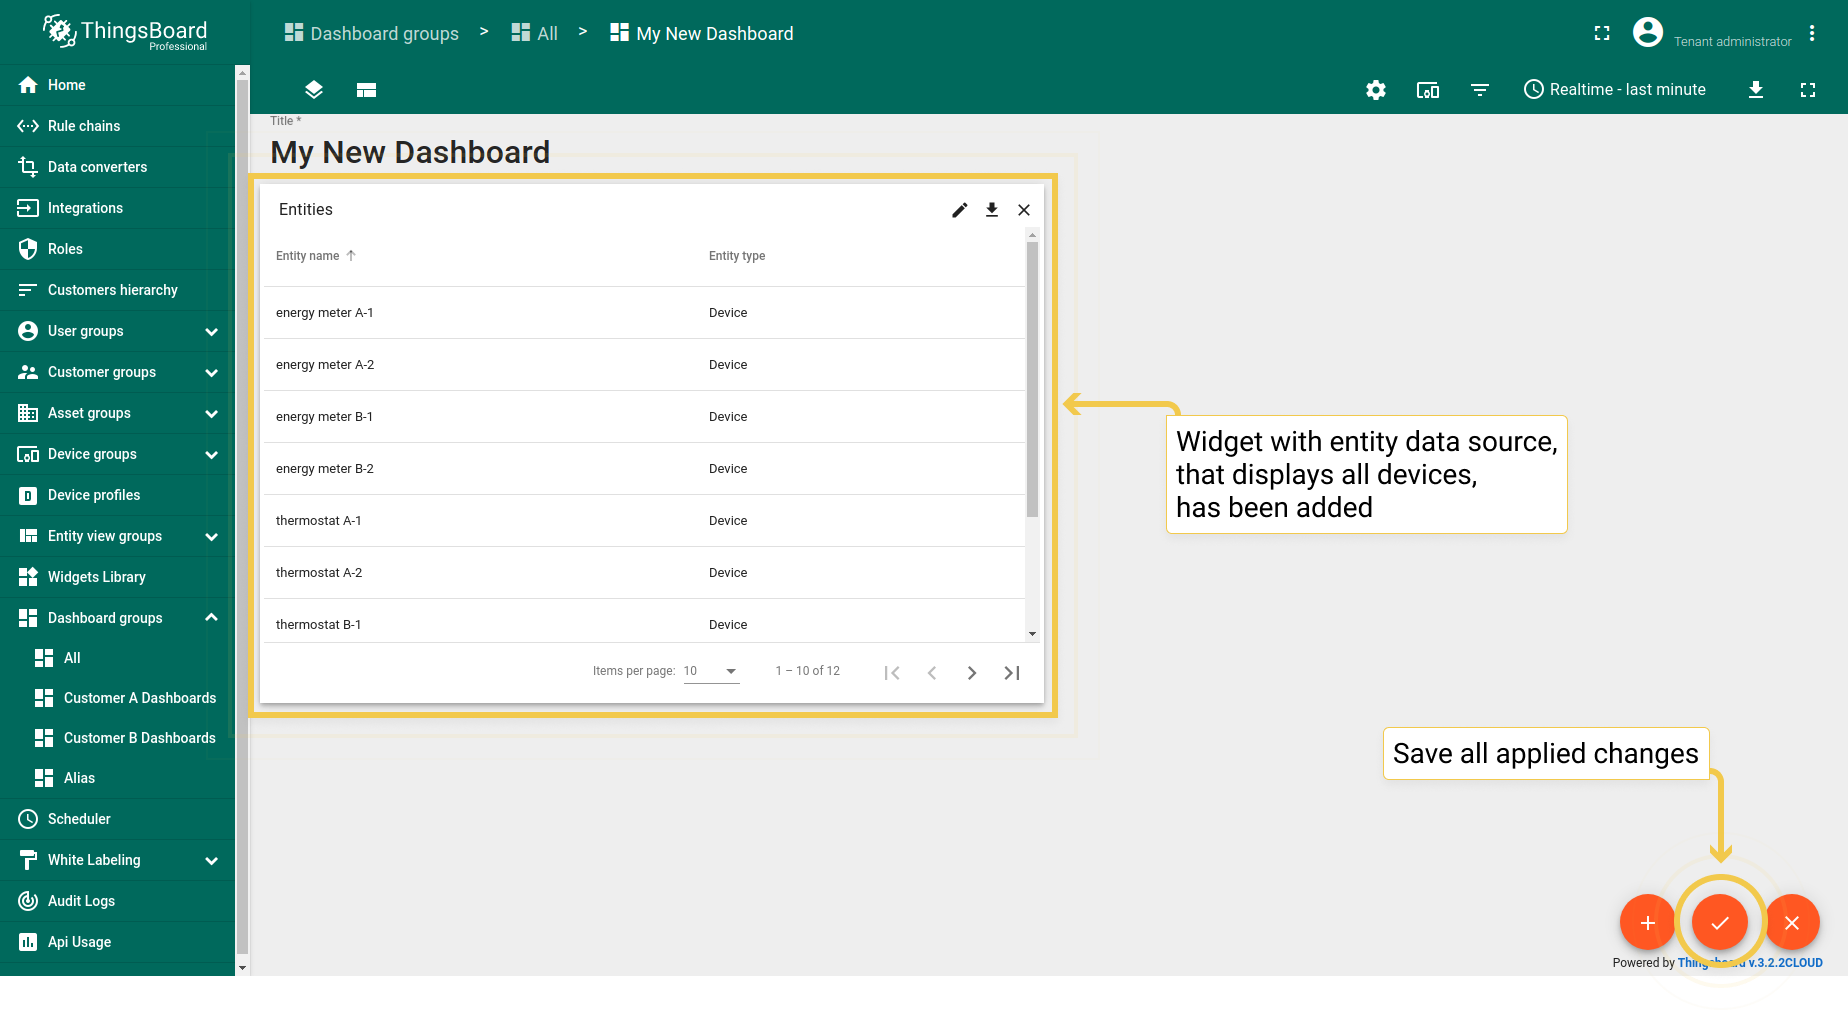 ThingsBoard
Professional
Dashboard groups > All > My New Dashboard
Tenant administrator
Realtime - last minute
Home
Rule chains
Data converters
Integrations
Roles
Customers hierarchy
User groups
Customer groups
Asset groups
Device groups
Device profiles
Entity view groups
Widgets Library
Dashboard groups
All
Customer A Dashboards
Customer B Dashboards
Alias
Scheduler
White Labeling
Audit Logs
Api Usage
Title *
My New Dashboard
Entities
Entity name Entity type
energy meter A-1 Device
energy meter A-2 Device
energy meter B-1 Device
energy meter B-2 Device
thermostat A-1 Device
thermostat A-2 Device
thermostat B-1 Device
Items per page: 10 1 – 10 of 12
Widget with entity data source,
that displays all devices,
has been added
Save all applied changes
Powered by Thingsboard v.3.2.2CLOUD